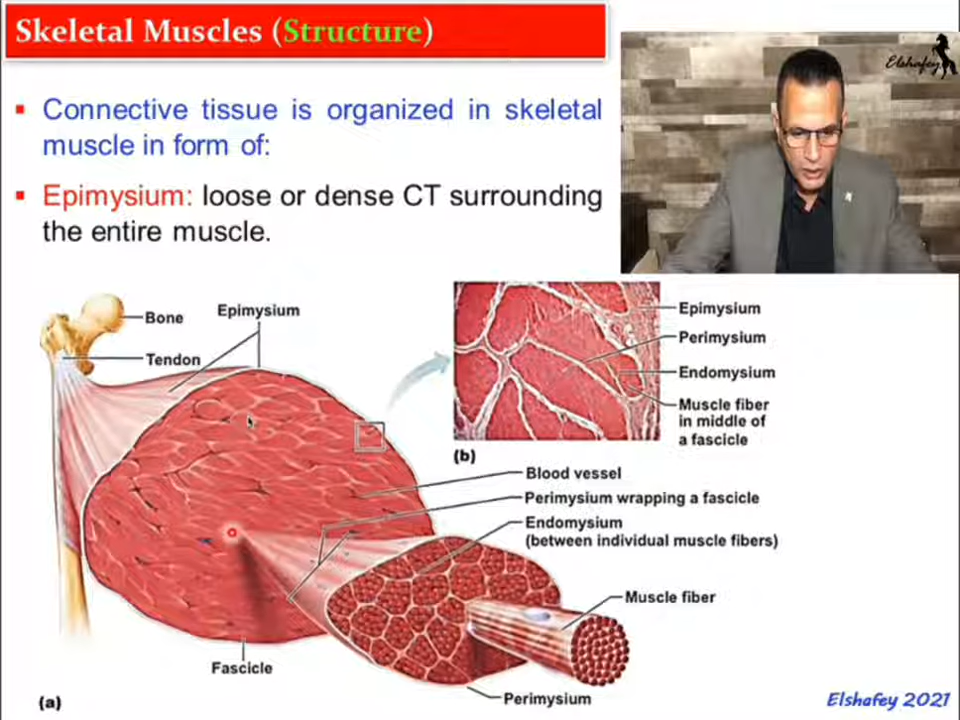 Skeletal Muscles (Structure)
Elshafey
Connective tissue is organized in skeletal
muscle in form of:
Epimysium: loose or dense CT surrounding
the entire muscle.
Bone
Epimysium
Tendon
Epimysium
Perimysium
Endomysium
Muscle fiber
in middle of
a fascicle
(b)
Blood vessel
Perimysium wrapping a fascicle
Endomysium
(between individual muscle fibers)
Muscle fiber
Fascicle
Perimysium
(a)
Elshafey 2021